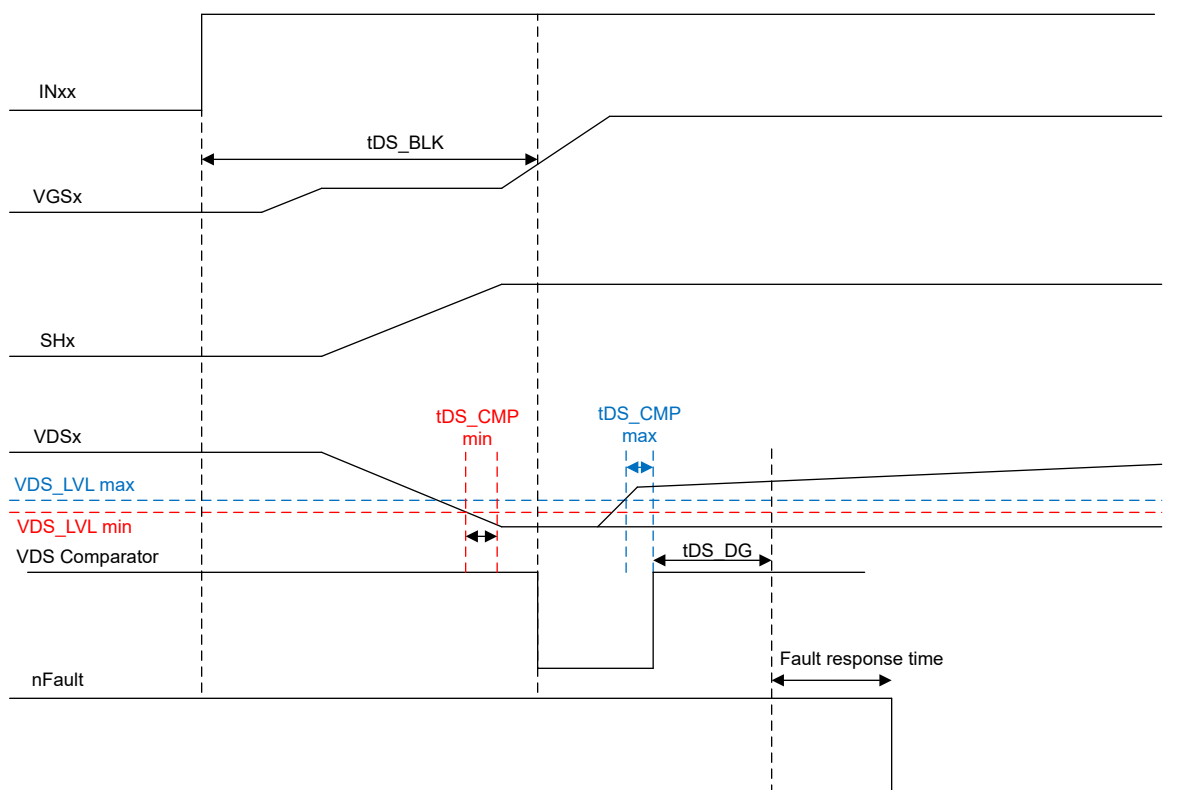 INxx
tDS_BLK
VGSx
SHx
tDS_CMP
min
tDS_CMP
max
VDSx
VDS_LVL max
VDS_LVL min
VDS Comparator
tDS_DG
Fault response time
nFault